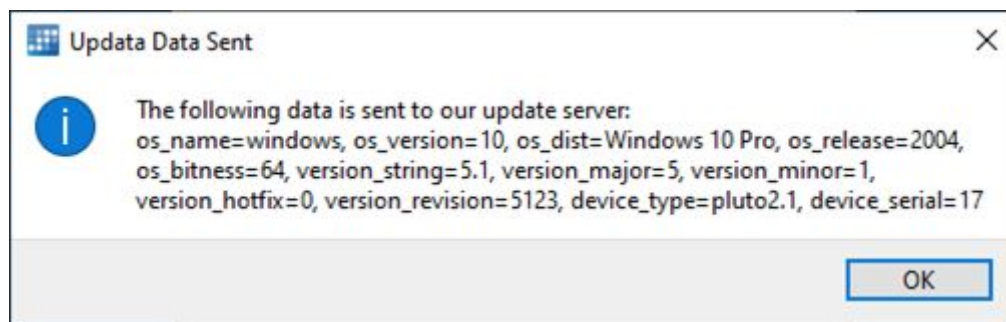 Updata Data Sent
The following data is sent to our update server:
os_name=windows, os_version=10, os_dist=Windows 10 Pro, os_release=2004,
os_bitness=64, version_string=5.1, version_major=5, version_minor=1,
version_hotfix=0, version_revision=5123, device_type=pluto2.1, device_serial=17
OK